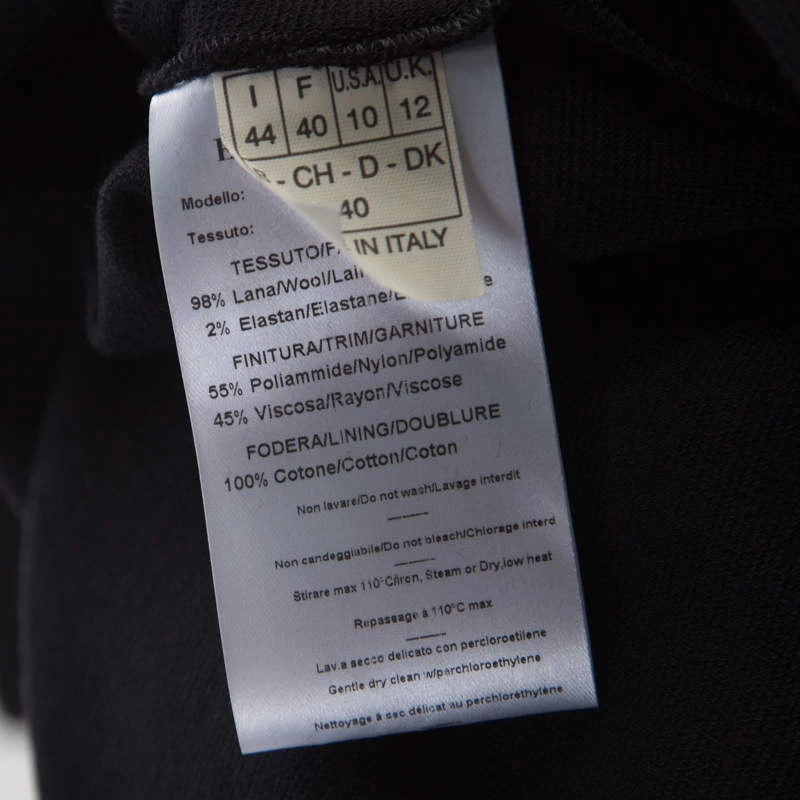 I F U.S.A. U.K.
44 40 10 12
- CH - D - DK
40
IN ITALY
Modello:
Tessuto:
TESSUTO/
98% Lana/Wool/
2% Elastan/Elastane/
FINITURA/TRIM/GARNITURE
55% Poliammide/Nylon/Polyamide
45% Viscosa/Rayon/Viscose
FODERA/LINING/DOUBLURE
100% Cotone/Cotton/Coton
Non lavare/Do not wash/Lavage interdit
Non candeggiabile/Do not bleach/Chlorage interd
Stirare max 110°C/Iron, Steam or Dry,low heat
Repassage à 110°C max
Lav.a secco delicato con percloroetilene
Gentle dry clean w/parchloroethylene
Nettoyage à sec délicat au perchloréthylène